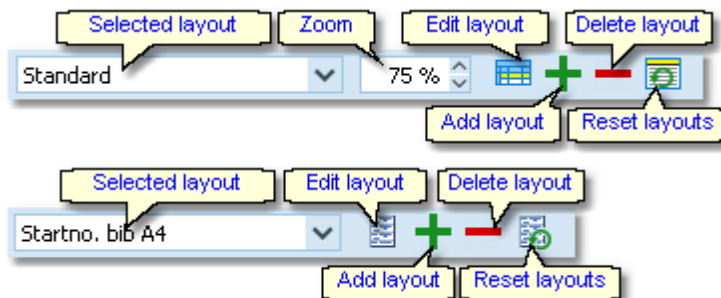 Selected layout
Zoom
Edit layout
Delete layout
Standard
75 %
Add layout
Reset layouts
Selected layout
Edit layout
Delete layout
Startno. bib A4
Add layout
Reset layouts